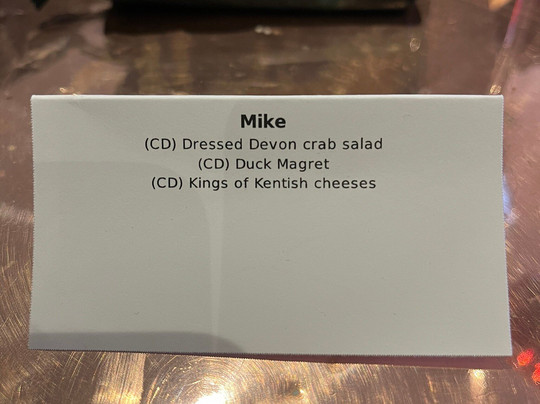 Mike
(CD) Dressed Devon crab salad
(CD) Duck Magret
(CD) Kings of Kentish cheeses